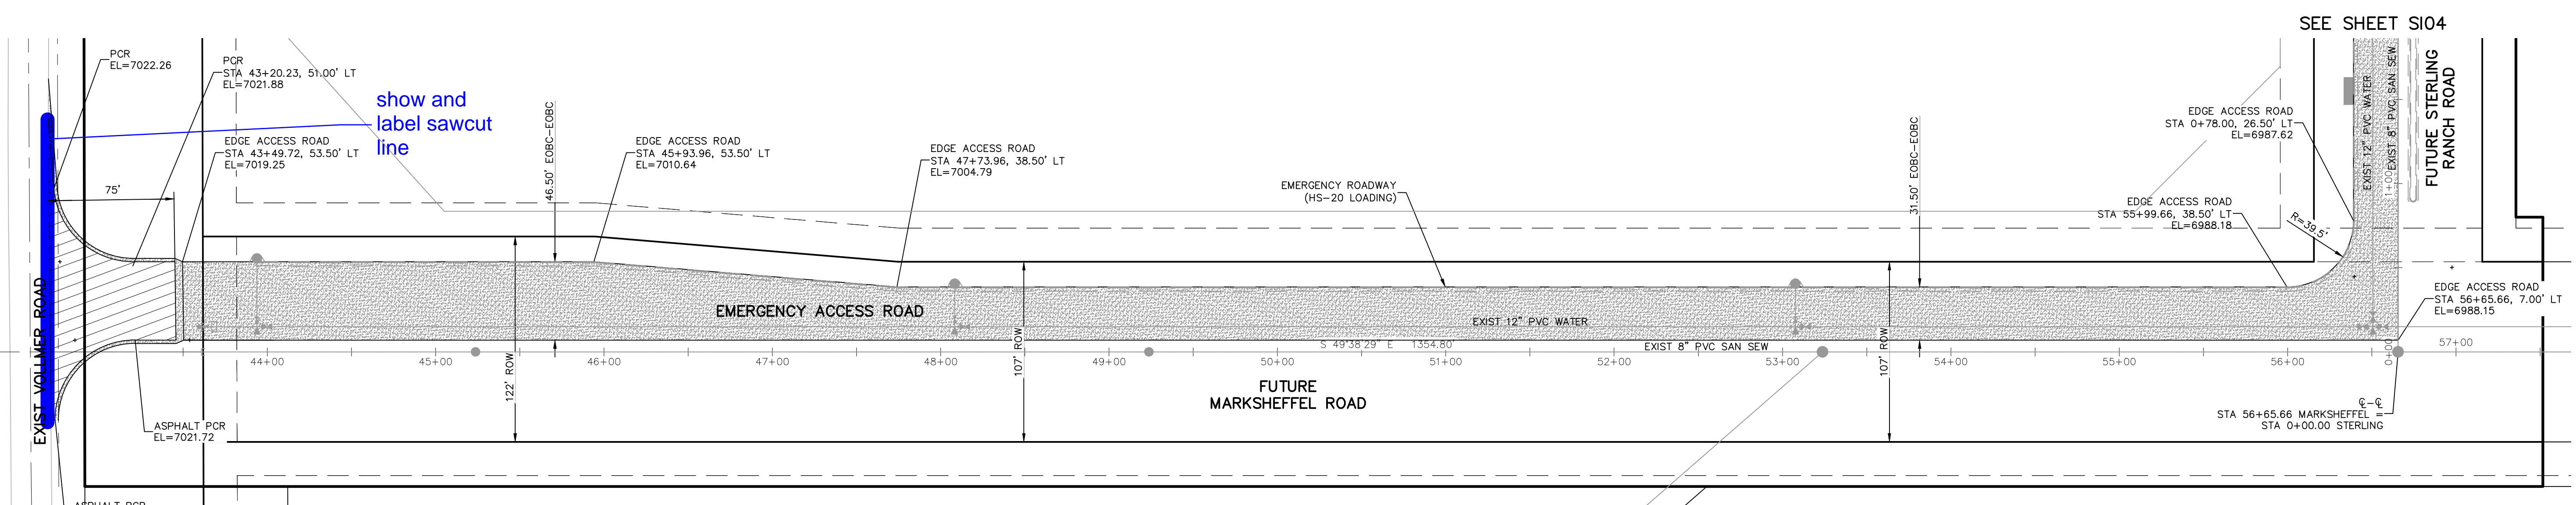 SEE SHEET SI04
PCR
EL=7022.26
PCR
STA 43+20.23, 51.00' LT
EL=7021.88
show and
label sawcut
line
EDGE ACCESS ROAD
STA 43+49.72, 53.50' LT
EL=7019.25
75'
46.50' EOBC-EOBC
EDGE ACCESS ROAD
STA 45+93.96, 53.50' LT
EL=7010.64
EDGE ACCESS ROAD
STA 47+73.96, 38.50' LT
EL=7004.79
EMERGENCY ROADWAY
(HS-20 LOADING)
31.50' EOBC-EOBC
EDGE ACCESS ROAD
STA 0+78.00, 26.50' LT
EL=6987.62
EDGE ACCESS ROAD
STA 55+99.66, 38.50' LT
EL=6988.18
R=39.5'
EXIST 12" PVC WATER
EXIST 8" PVC SAN SEW
1+00
FUTURE STERLING
RANCH ROAD
EDGE ACCESS ROAD
STA 56+65.66, 7.00' LT
EL=6988.15
EMERGENCY ACCESS ROAD
EXIST 12" PVC WATER
S 49°38'29" E 1354.80'
EXIST 8" PVC SAN SEW
EXIST VOLLMER ROAD
44+00
45+00
46+00
47+00
48+00
49+00
50+00
51+00
52+00
53+00
54+00
55+00
56+00
0+00
57+00
122' ROW
107' ROW
107' ROW
FUTURE
MARKSHEFFEL ROAD
℄-℄
STA 56+65.66 MARKSHEFFEL =
STA 0+00.00 STERLING
ASPHALT PCR
EL=7021.72
ASPHALT PCR